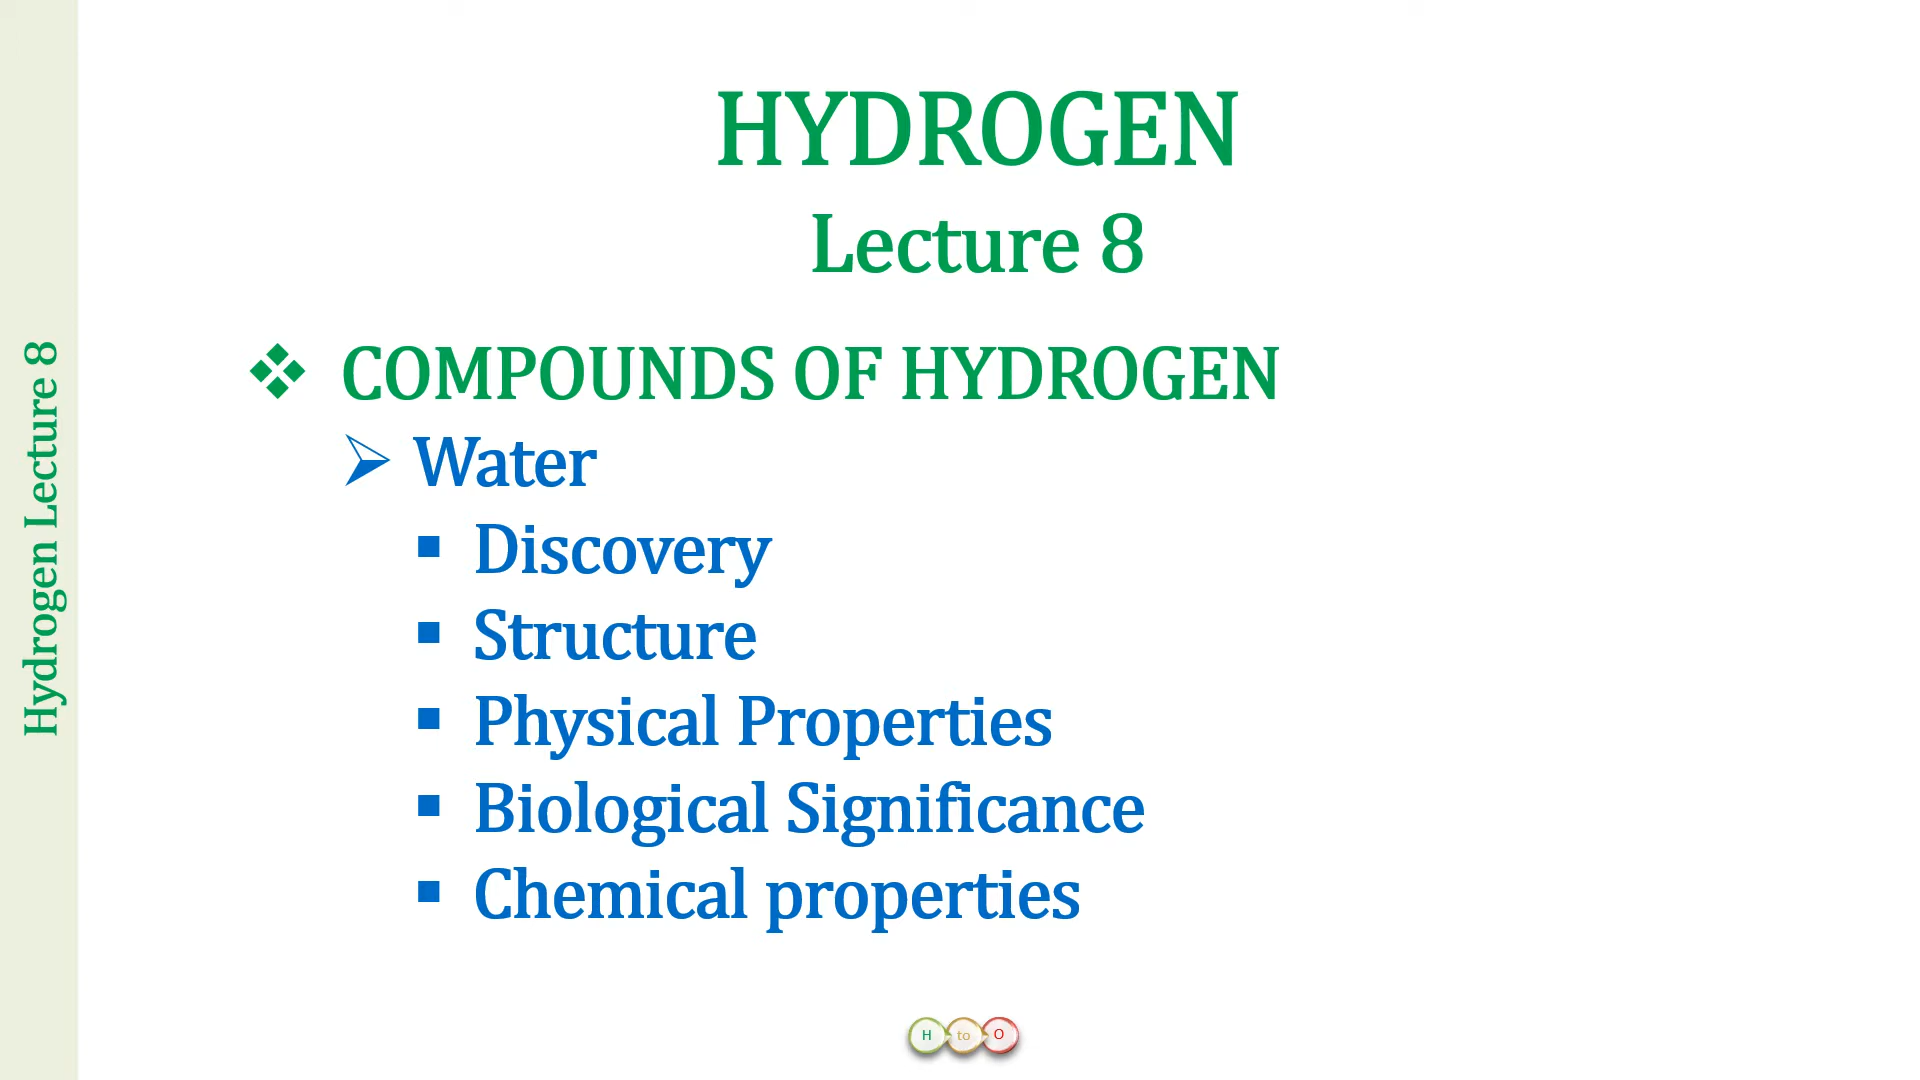 HYDROGEN
Lecture 8
COMPOUNDS OF HYDROGEN
Water
Discovery
Structure
Physical Properties
Biological Significance
Chemical properties
Hydrogen Lecture 8
H to O